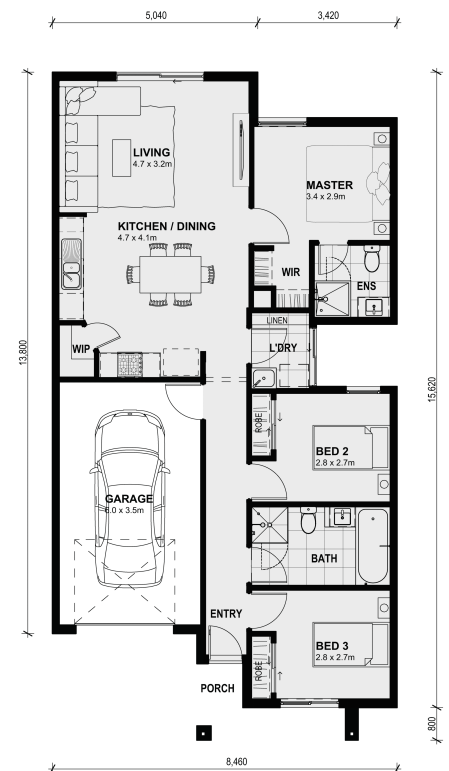 5,040
3,420
LIVING
4.7 x 3.2m
MASTER
3.4 x 2.9m
KITCHEN / DINING
4.7 x 4.1m
WIR
ENS
LINEN
WIP
L'DRY
13,800
15,620
ROBE
BED 2
2.8 x 2.7m
GARAGE
6.0 x 3.5m
BATH
ENTRY
BED 3
2.8 x 2.7m
ROBE
PORCH
800
8,460